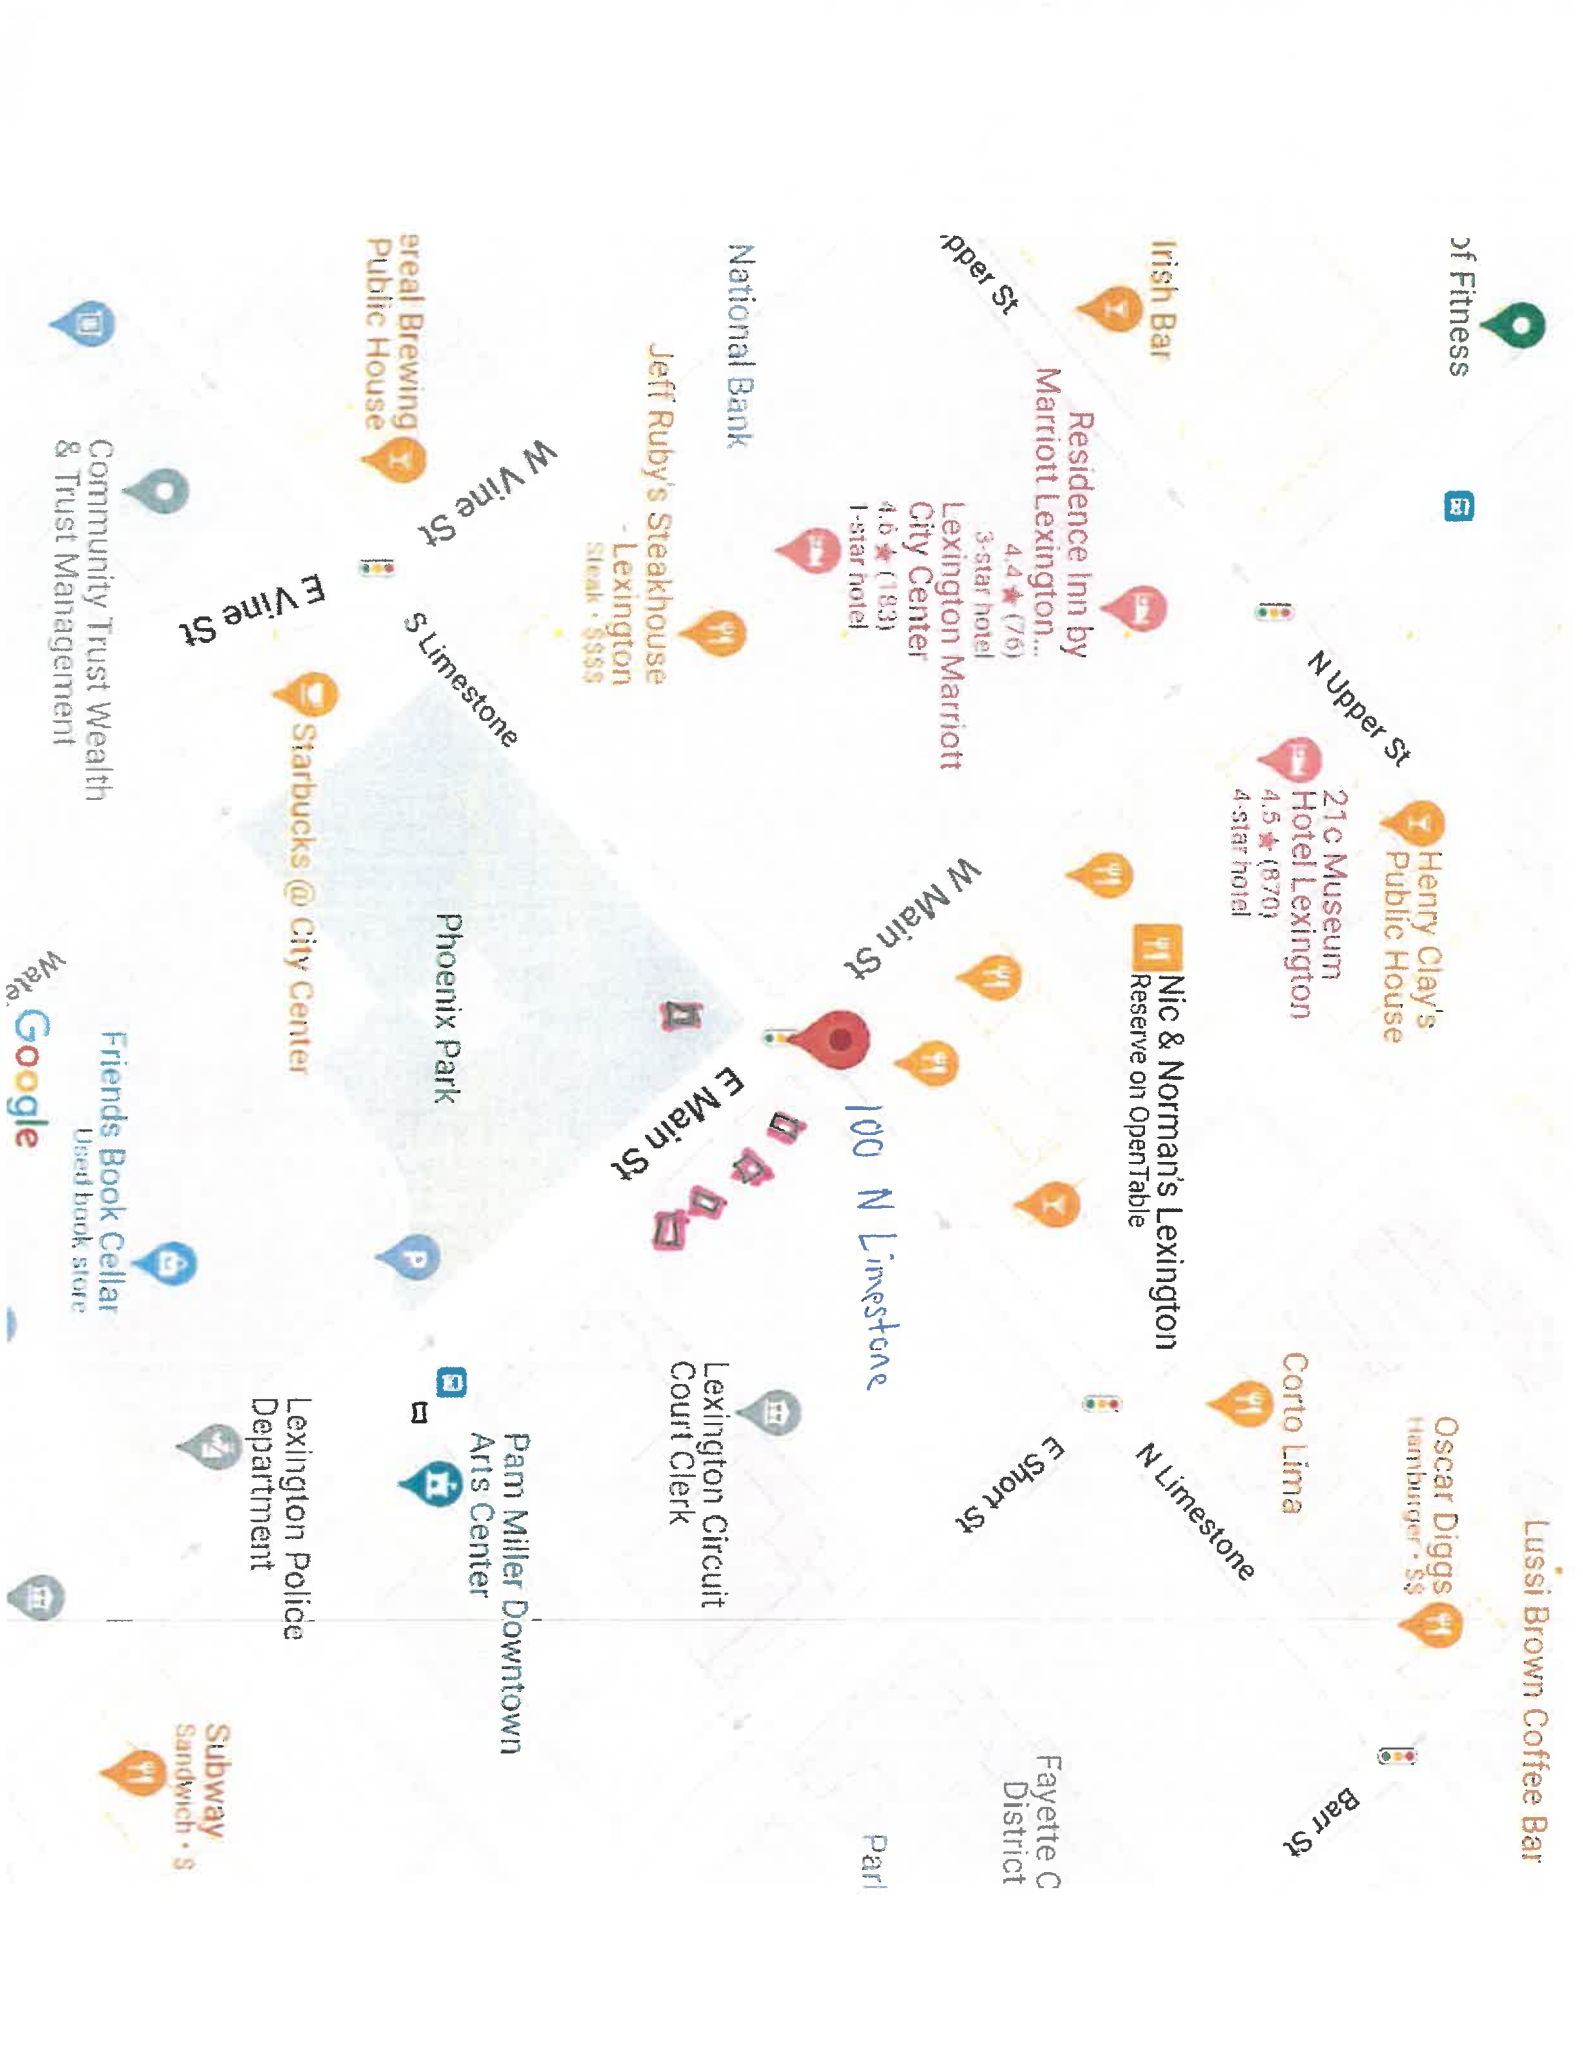 of Fitness
Irish Bar
pper St
National Bank
Residence Inn by
Marriott Lexington...
4.4 ★ (76)
3-star hotel
Lexington Marriott
City Center
4.6 ★ (183)
1-star hotel
Jeff Ruby's Steakhouse
- Lexington
Steak · $$$$
ereal Brewing
Public House
W Vine St
E Vine St
S Limestone
Community Trust Wealth
& Trust Management
N Upper St
21c Museum
Hotel Lexington
4.5 ★ (870)
4-star hotel
Henry Clay's
Public House
W Main St
Nic & Norman's Lexington
Reserve on OpenTable
Starbucks @ City Center
Phoenix Park
E Main St
100 N Limestone
Wate
Google
Friends Book Cellar
Used book store
P
Corto Lima
Oscar Diggs
Hamburger · $$
Lussi Brown Coffee Bar
N Limestone
E Short St
Lexington Circuit
Court Clerk
Pam Miller Downtown
Arts Center
Lexington Police
Department
Barr St
Fayette C
District
Parl
Subway
Sandwich · $